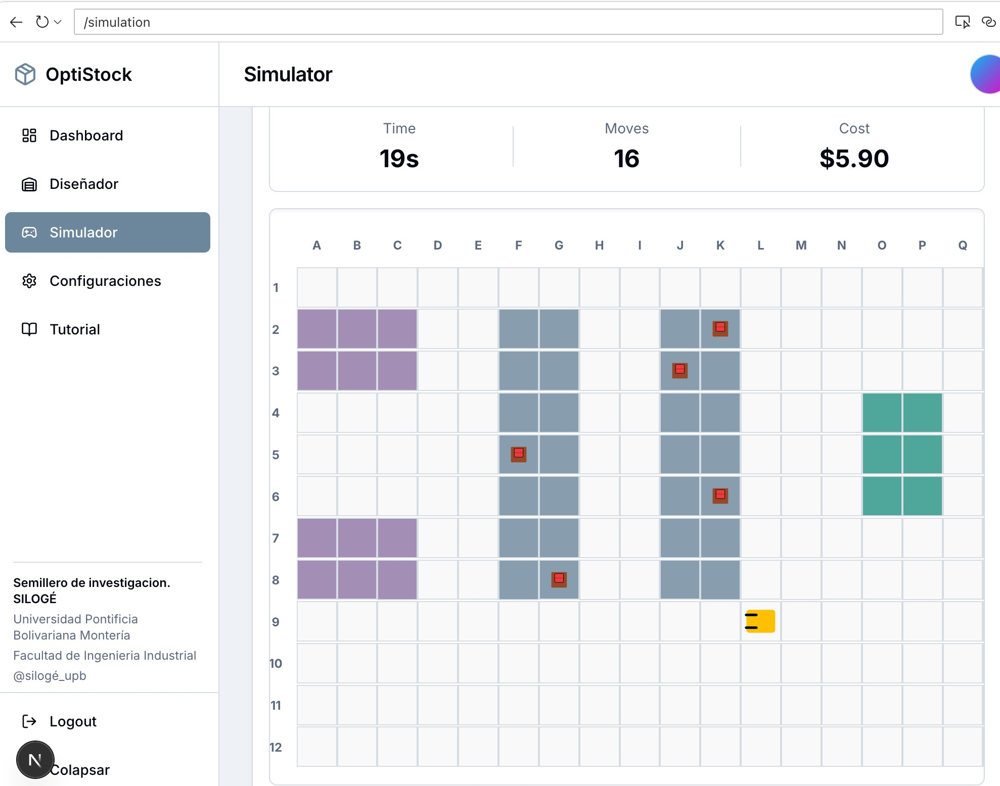 /simulation
OptiStock
Simulator
Dashboard
Diseñador
Simulador
Configuraciones
Tutorial
Semillero de investigacion.
SILOGÉ
Universidad Pontificia
Bolivariana Montería
Facultad de Ingenieria Industrial
@silogé_upb
Logout
N
Colapsar
Time
19s
Moves
16
Cost
$5.90
A B C D E F G H I J K L M N O P Q
1
2
3
4
5
6
7
8
9
10
11
12